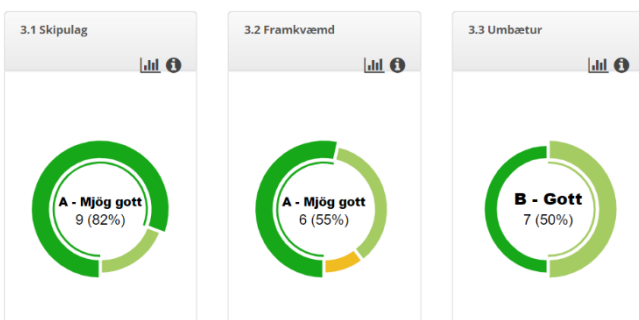 3.1 Skipulag
3.2 Framkvæmd
3.3 Umbætur
A - Mjög gott
9 (82%)
A - Mjög gott
6 (55%)
B - Gott
7 (50%)